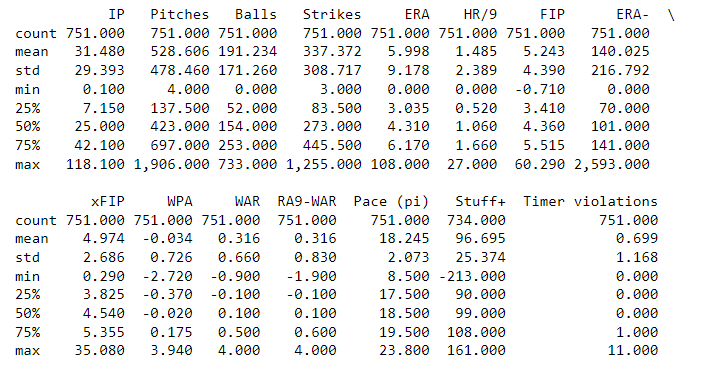 IP Pitches Balls Strikes ERA HR/9 FIP ERA- \
count 751.000 751.000 751.000 751.000 751.000 751.000 751.000 751.000
mean 31.480 528.606 191.234 337.372 5.998 1.485 5.243 140.025
std 29.393 478.460 171.260 308.717 9.178 2.389 4.390 216.792
min 0.100 4.000 0.000 3.000 0.000 0.000 -0.710 0.000
25% 7.150 137.500 52.000 83.500 3.035 0.520 3.410 70.000
50% 25.000 423.000 154.000 273.000 4.310 1.060 4.360 101.000
75% 42.100 697.000 253.000 445.500 6.170 1.660 5.515 141.000
max 118.100 1,906.000 733.000 1,255.000 108.000 27.000 60.290 2,593.000
xFIP WPA WAR RA9-WAR Pace (pi) Stuff+ Timer violations
count 751.000 751.000 751.000 751.000 751.000 734.000 751.000
mean 4.974 -0.034 0.316 0.316 18.245 96.695 0.699
std 2.686 0.726 0.660 0.830 2.073 25.374 1.168
min 0.290 -2.720 -0.900 -1.900 8.500 -213.000 0.000
25% 3.825 -0.370 -0.100 -0.100 17.500 90.000 0.000
50% 4.540 -0.020 0.100 0.100 18.500 99.000 0.000
75% 5.355 0.175 0.500 0.600 19.500 108.000 1.000
max 35.080 3.940 4.000 4.000 23.800 161.000 11.000